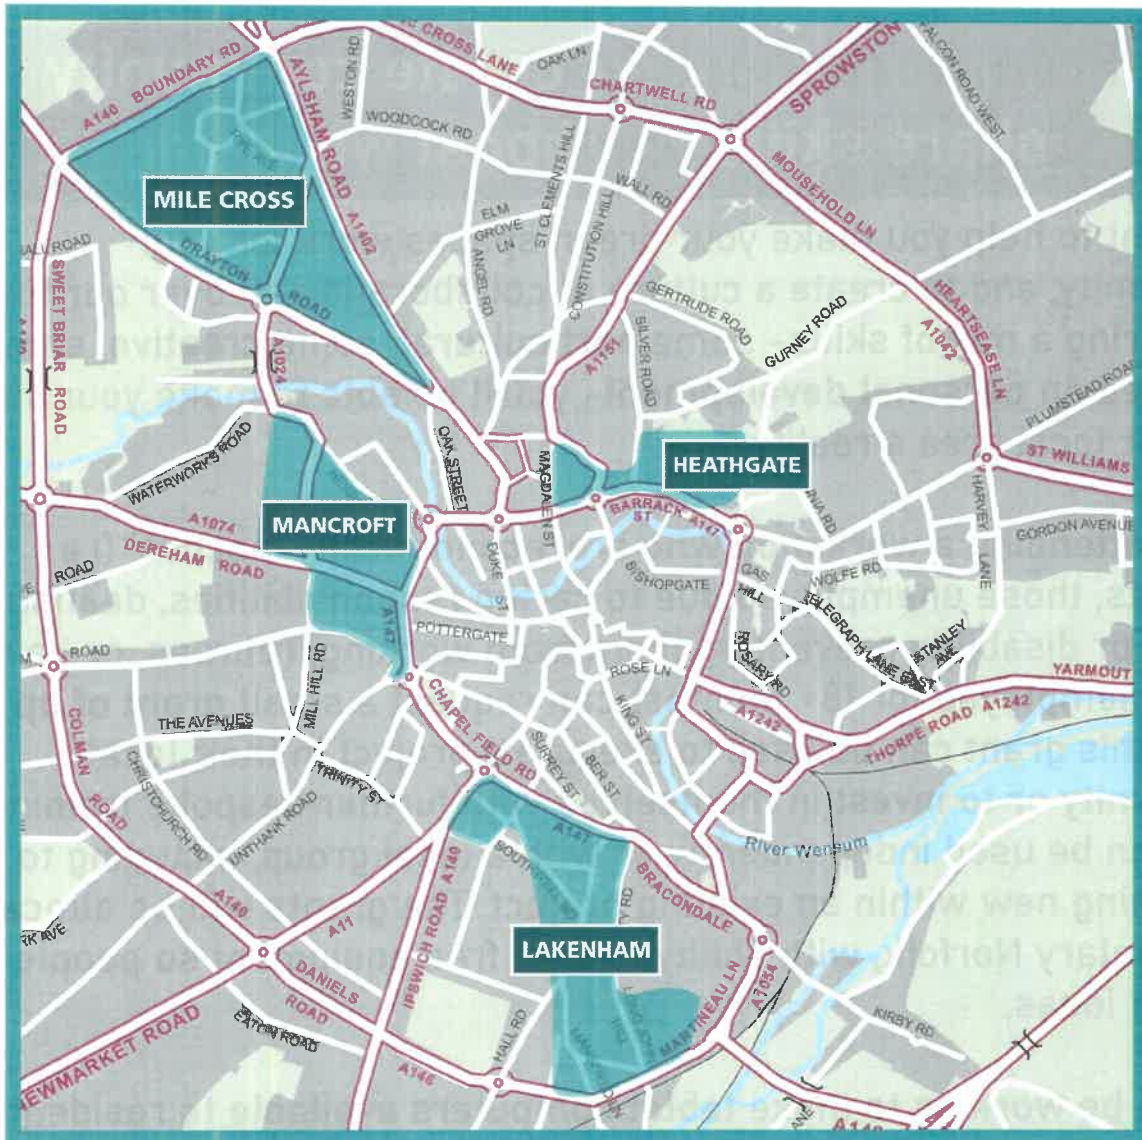 A140
BOUNDARY RD
CROSS LANE
OAK LN
CHARTWELL RD
SPROWSTON
FALCON ROAD WEST
AYLSHAM ROAD A1402
WESTON RD
WOODCOCK RD
MILE CROSS
WALL RD
MOUSEHOLD LN
ELM
GROVE
LN
ST CLEMENTS HILL
CONSTITUTION HILL
ANGEL RD
DRAYTON
ROAD
SWEET BRIAR ROAD
A1024
GERTRUDE ROAD
SILVER ROAD
A1151
GURNEY ROAD
HEARTSEASE LN
A1042
PLUMSTEAD ROAD
ST WILLIAMS
WATERWORKS ROAD
OAK STREET
MAGDALEN ST
HEATHGATE
BARRACK A147
ST
HARVEY
LANE
GORDON AVENUE
MANCROFT
A1074
DEREHAM ROAD
ROAD
DUKE
ST
BISHOPGATE
GAS
HILL
WOLFE RD
TELEGRAPH LANE EAST
STANLEY
AVE
ROSARY RD
A147
POTTERGATE
ROSE LN
ROAD
MILL HILL RD
THE AVENUES
CHAPEL FIELD RD
KING ST
A1242
THORPE ROAD A1242
YARMOUT
COLMAN
ROAD
CHRISTCHURCH RD
UNTHANK ROAD
TRINITY ST
SURREY ST
BER ST
River Wensum
A147
BRACONDALE
IPSWICH ROAD A140
A140
A11
LAKENHAM
MARTINEAU LN
A1054
DANIELS
ROAD
EATON ROAD
NEWMARKET ROAD
A146
HALL RD
KIRBY RD